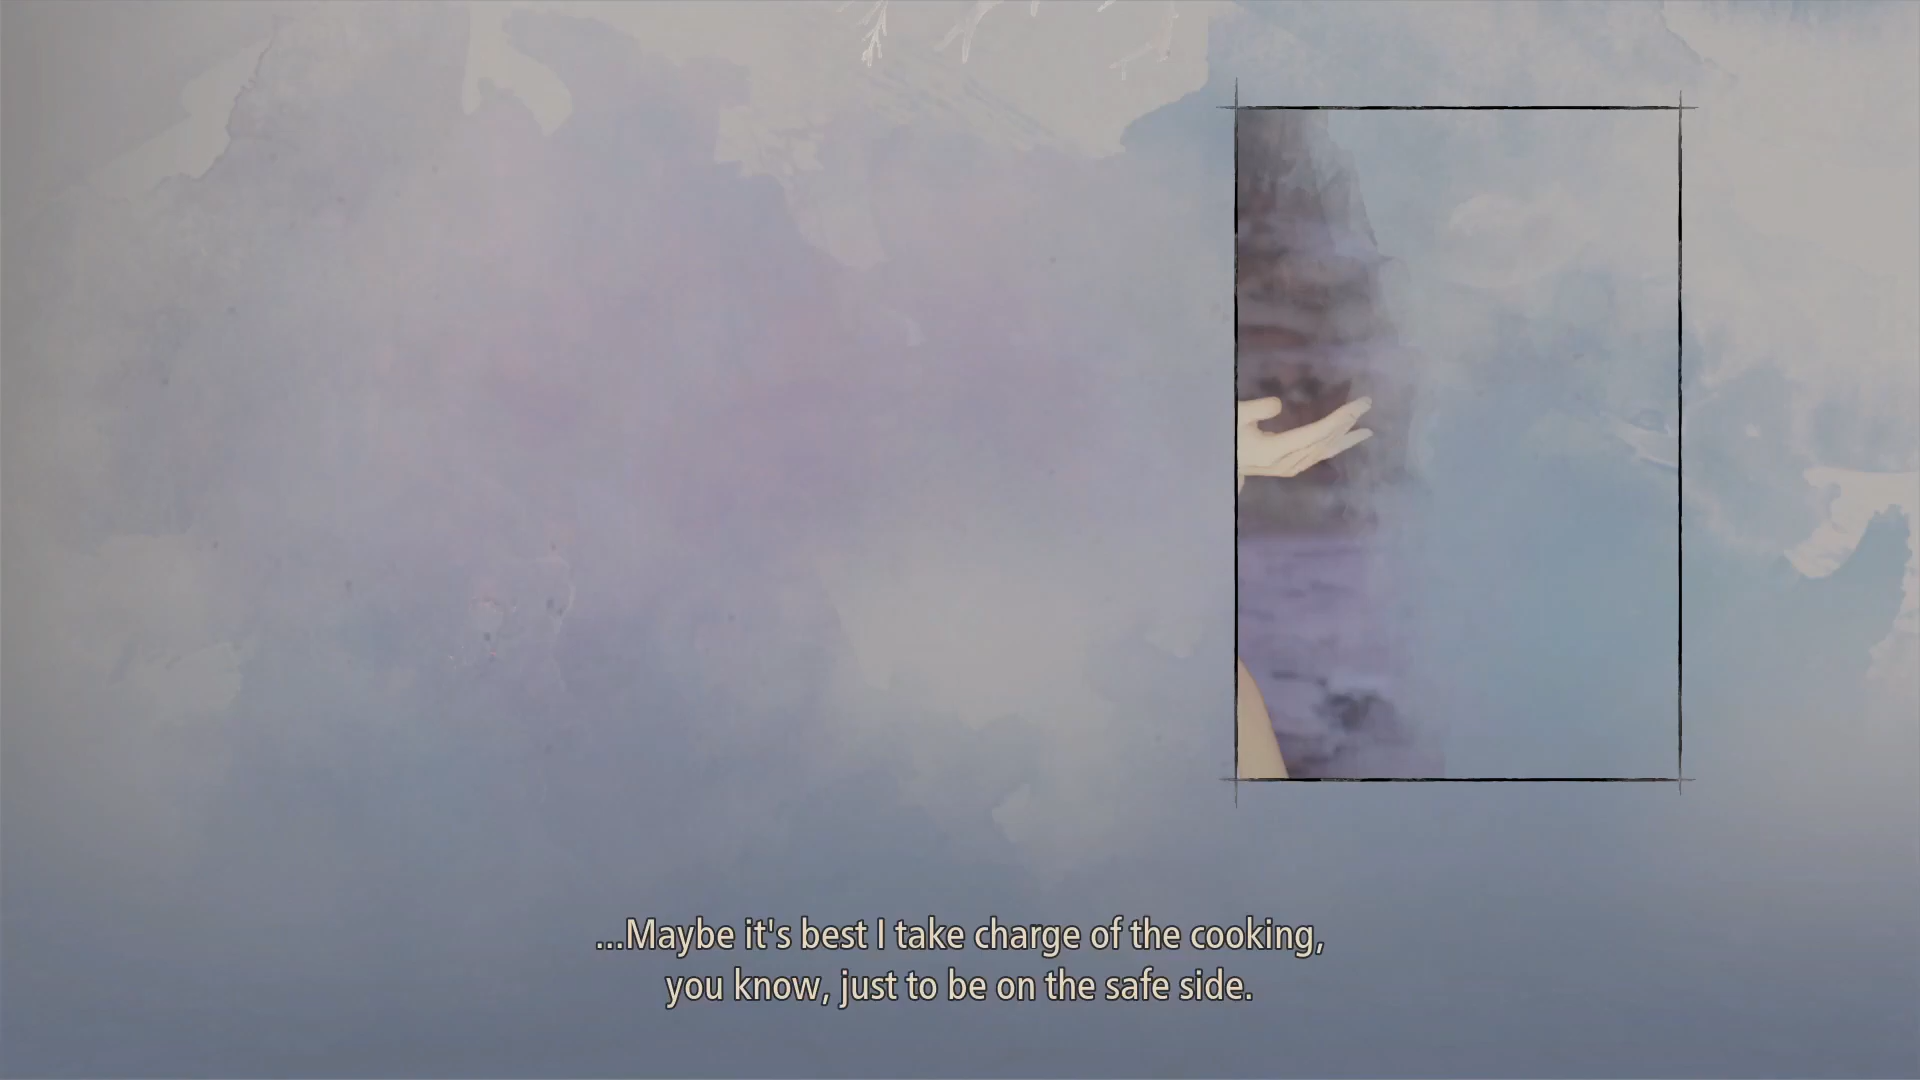 ...Maybe it's best I take charge of the cooking,
you know, just to be on the safe side.